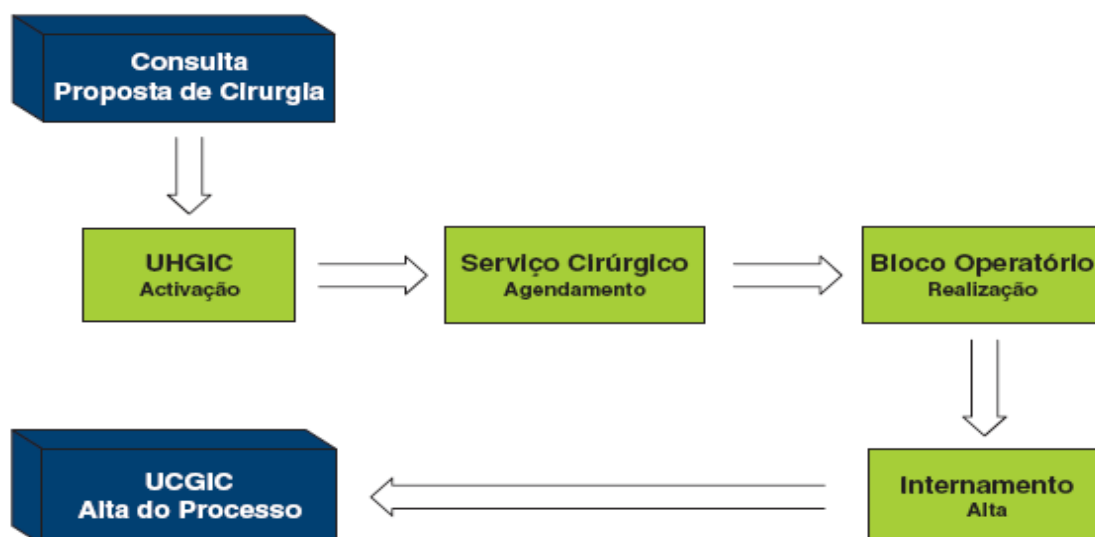 Consulta
Proposta de Cirurgia
UHGIC
Activação
Serviço Cirúrgico
Agendamento
Bloco Operatório
Realização
UCGIC
Alta do Processo
Internamento
Alta